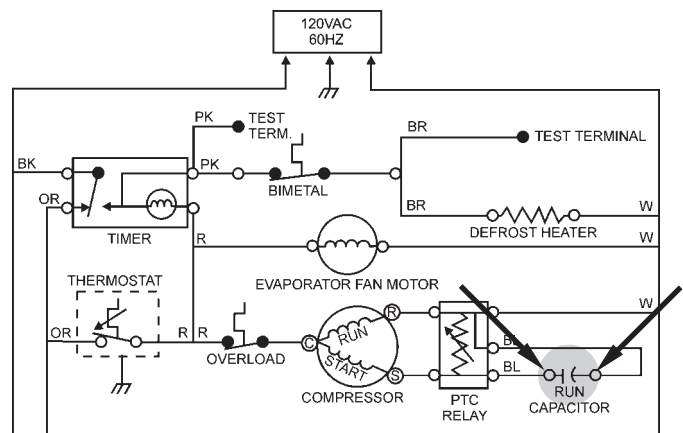 120VAC
60HZ
PK
TEST
TERM.
BR
TEST TERMINAL
BK
PK
BIMETAL
OR
BR
W
DEFROST HEATER
TIMER
R
W
EVAPORATOR FAN MOTOR
THERMOSTAT
R
W
OR
R
R
C
RUN
START
BL
OVERLOAD
S
BL
COMPRESSOR
PTC
RELAY
RUN
CAPACITOR